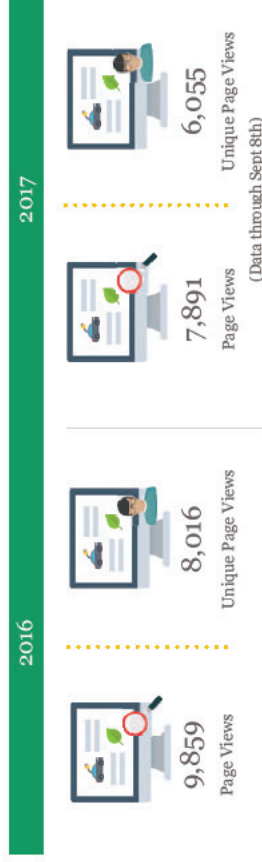 2016
2017
9,859
Page Views
8,016
Unique Page Views
7,891
Page Views
6,055
Unique Page Views
(Data through Sept 8th)